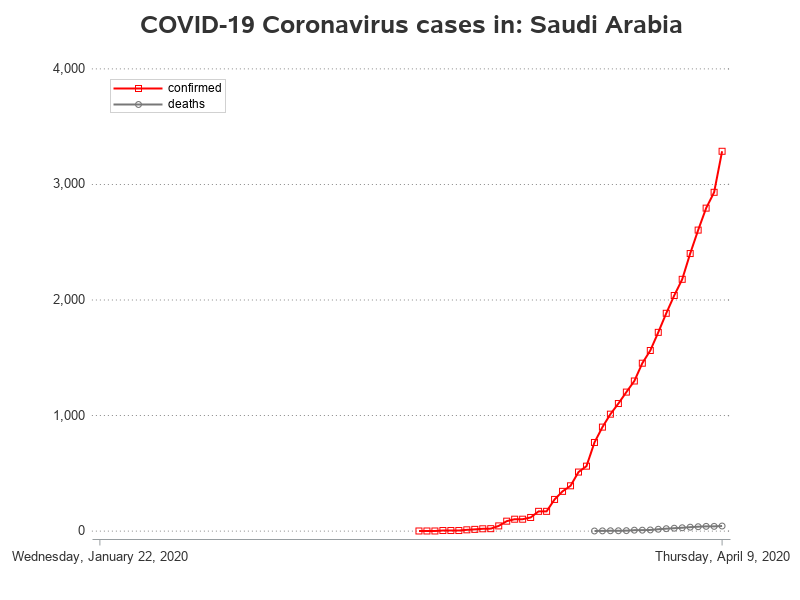 COVID-19 Coronavirus cases in: Saudi Arabia
4,000
confirmed
deaths
3,000
2,000
1,000
0
Wednesday, January 22, 2020
Thursday, April 9, 2020